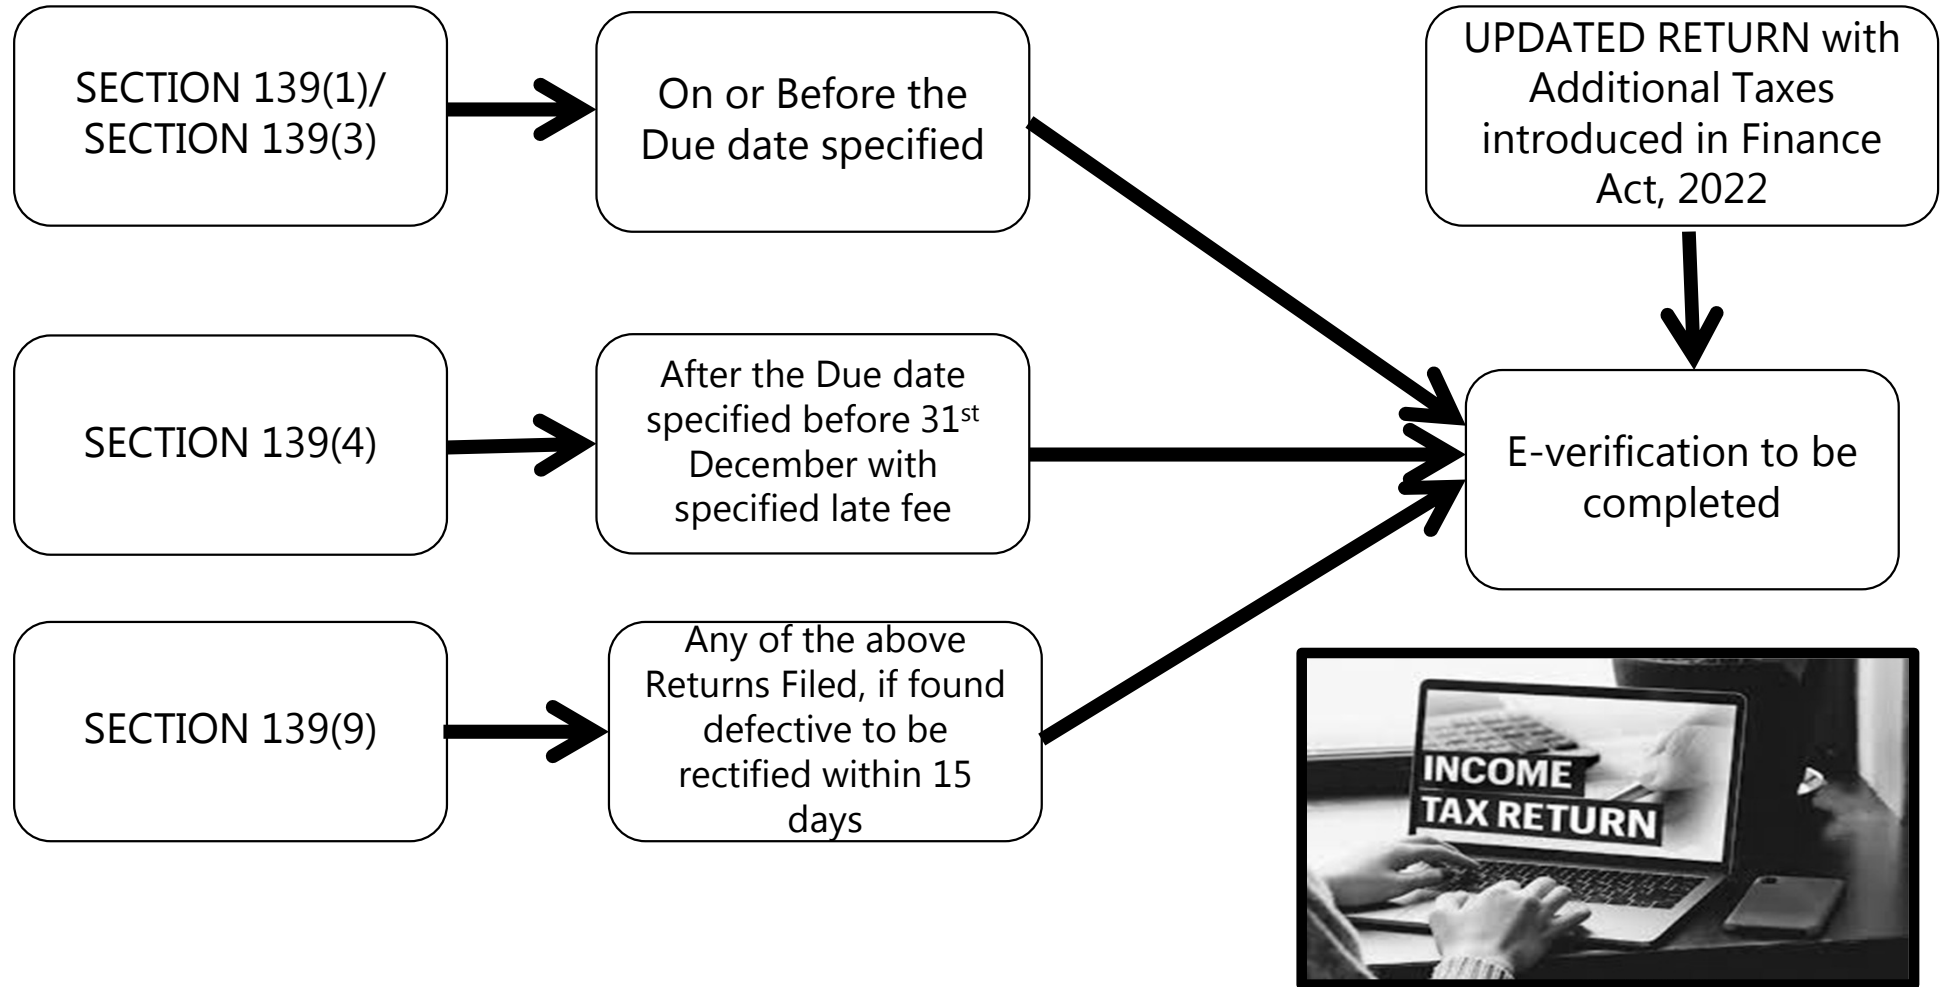 SECTION 139(1)/
SECTION 139(3)
On or Before the
Due date specified
UPDATED RETURN with
Additional Taxes
introduced in Finance
Act, 2022
SECTION 139(4)
After the Due date
specified before 31st
December with
specified late fee
E-verification to be
completed
SECTION 139(9)
Any of the above
Returns Filed, if found
defective to be
rectified within 15
days
INCOME
TAX RETURN